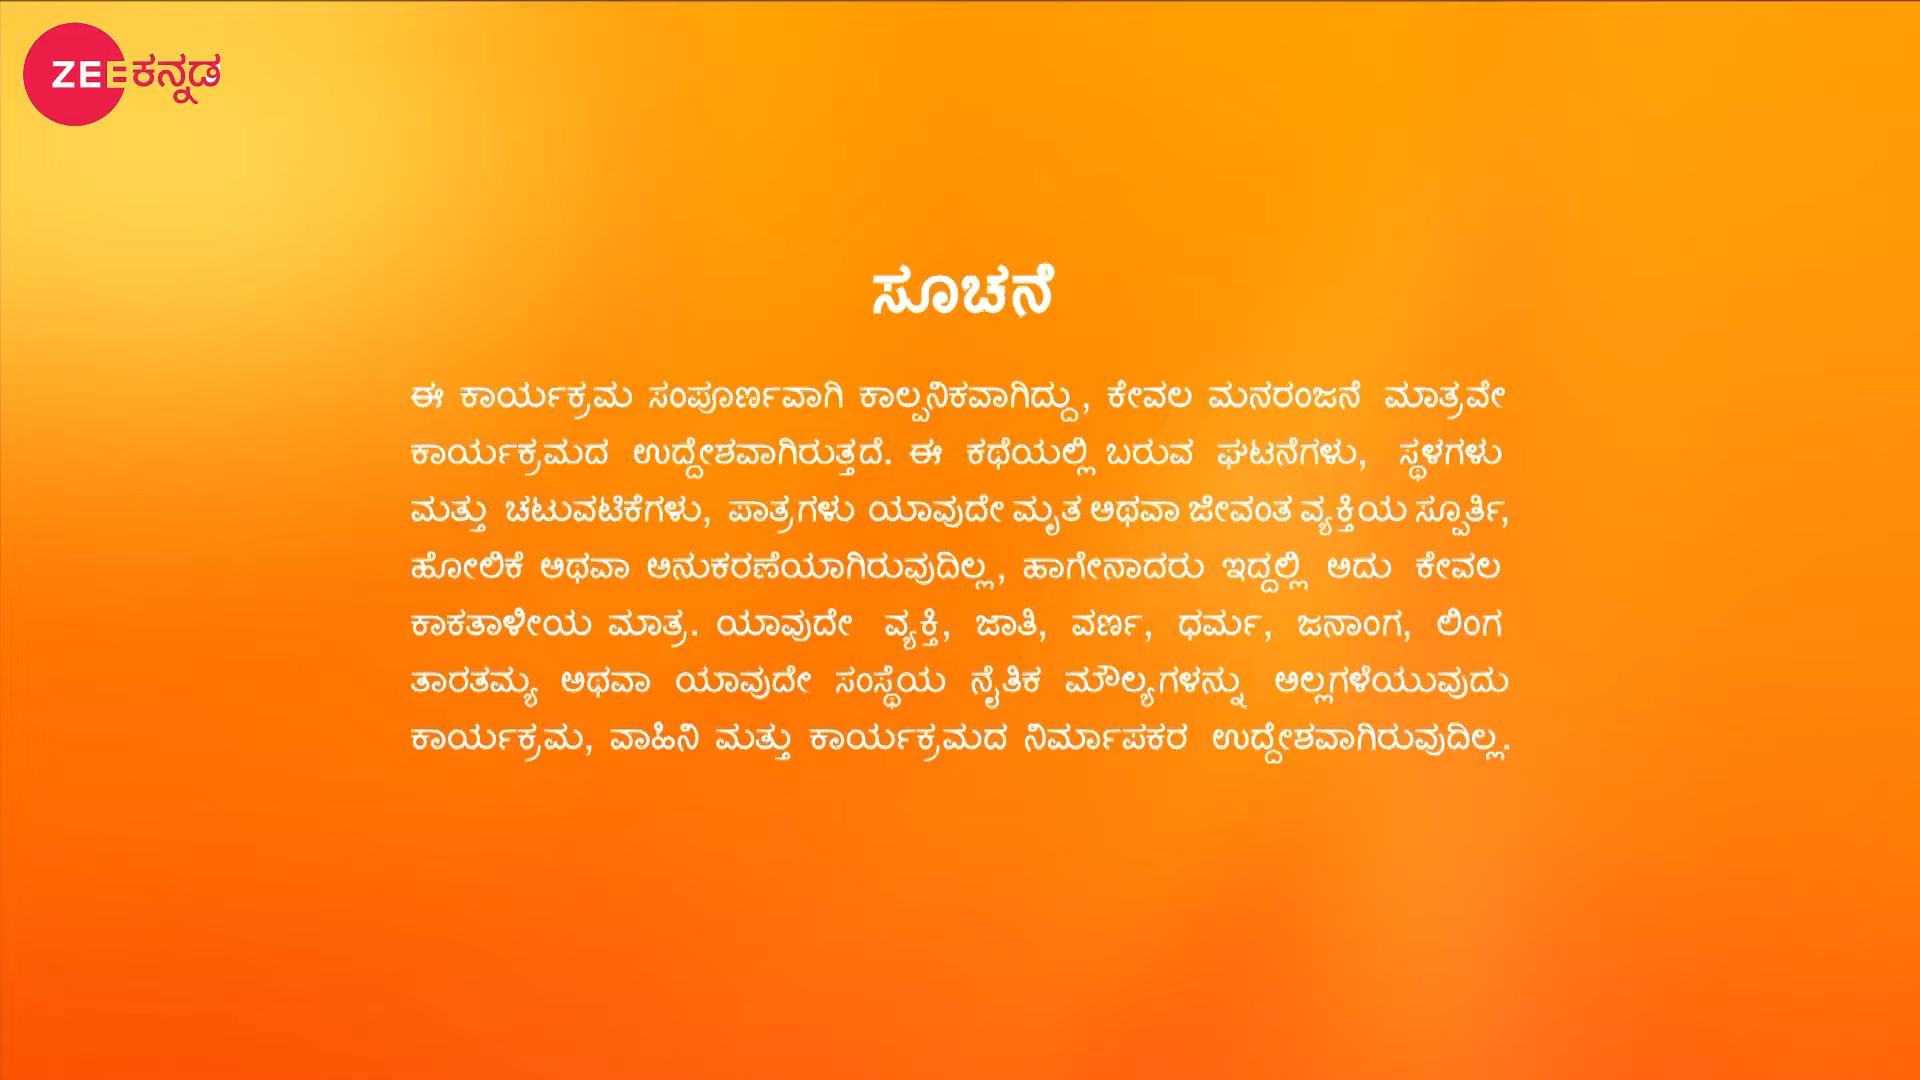 ZEEಕನ್ನಡ
ಸೂಚನೆ
ಈ ಕಾರ್ಯಕ್ರಮ ಸಂಪೂರ್ಣವಾಗಿ ಕಾಲ್ಪನಿಕವಾಗಿದ್ದು, ಕೇವಲ ಮನರಂಜನೆ ಮಾತ್ರವೇ
ಕಾರ್ಯಕ್ರಮದ ಉದ್ದೇಶವಾಗಿರುತ್ತದೆ. ಈ ಕಥೆಯಲ್ಲಿ ಬರುವ ಘಟನೆಗಳು, ಸ್ಥಳಗಳು
ಮತ್ತು ಚಟುವಟಿಕೆಗಳು, ಪಾತ್ರಗಳು ಯಾವುದೇ ಮೃತ ಅಥವಾ ಜೀವಂತ ವ್ಯಕ್ತಿಯ ಸ್ಪೂರ್ತಿ,
ಹೋಲಿಕೆ ಅಥವಾ ಅನುಕರಣೆಯಾಗಿರುವುದಿಲ್ಲ, ಹಾಗೇನಾದರು ಇದ್ದಲ್ಲಿ ಅದು ಕೇವಲ
ಕಾಕತಾಳೀಯ ಮಾತ್ರ. ಯಾವುದೇ ವ್ಯಕ್ತಿ, ಜಾತಿ, ವರ್ಣ, ಧರ್ಮ, ಜನಾಂಗ, ಲಿಂಗ
ತಾರತಮ್ಯ ಅಥವಾ ಯಾವುದೇ ಸಂಸ್ಥೆಯ ನೈತಿಕ ಮೌಲ್ಯಗಳನ್ನು ಅಲ್ಲಗಳೆಯುವುದು
ಕಾರ್ಯಕ್ರಮ, ವಾಹಿನಿ ಮತ್ತು ಕಾರ್ಯಕ್ರಮದ ನಿರ್ಮಾಪಕರ ಉದ್ದೇಶವಾಗಿರುವುದಿಲ್ಲ.